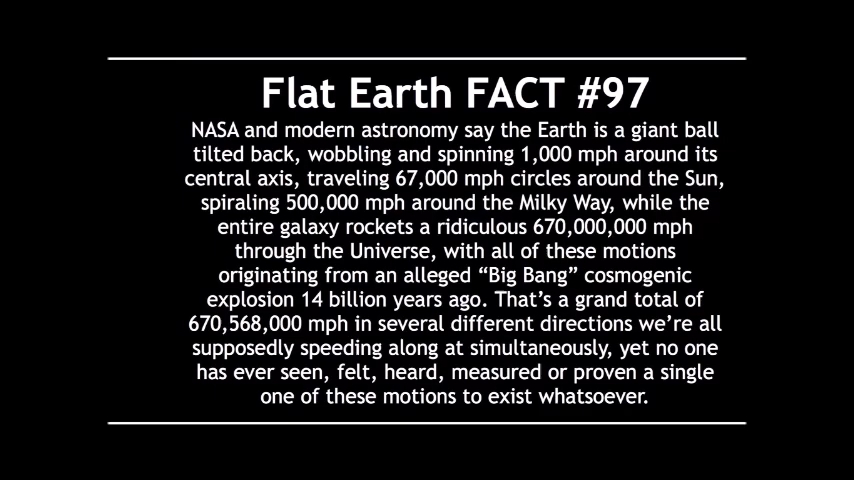 Flat Earth FACT #97
NASA and modern astronomy say the Earth is a giant ball
tilted back, wobbling and spinning 1,000 mph around its
central axis, traveling 67,000 mph circles around the Sun,
spiraling 500,000 mph around the Milky Way, while the
entire galaxy rockets a ridiculous 670,000,000 mph
through the Universe, with all of these motions
originating from an alleged “Big Bang” cosmogenic
explosion 14 billion years ago. That’s a grand total of
670,568,000 mph in several different directions we’re all
supposedly speeding along at simultaneously, yet no one
has ever seen, felt, heard, measured or proven a single
one of these motions to exist whatsoever.